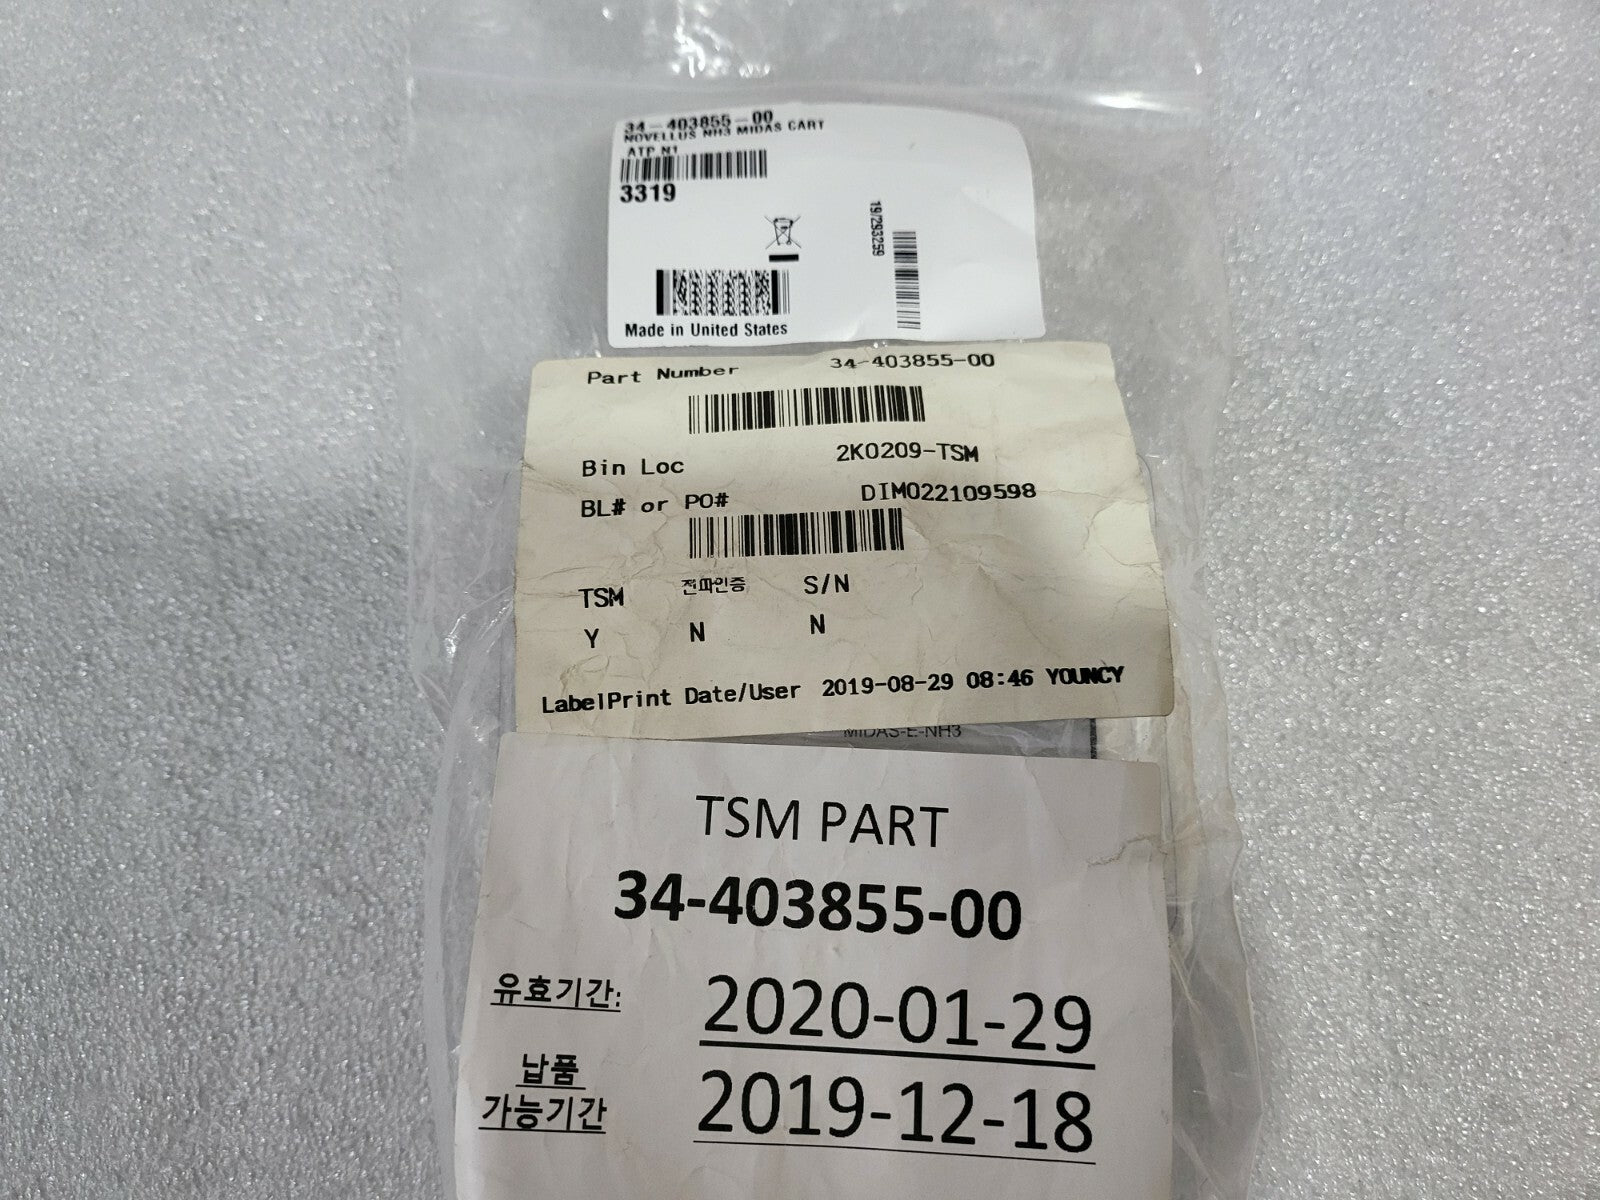 34-403855-00
NOVELLUS NH3 MIDAS CART
ATP N1
3319
19/293259
Made in United States
Part Number 34-403855-00
Bin Loc 2K0209-TSM
BL# or PO# DIM022109598
TSM 전파인증 S/N
Y N N
LabelPrint Date/User 2019-08-29 08:46 YOUNCY
MIDAS-E-NH3
TSM PART
34-403855-00
유효기간: 2020-01-29
납품
가능기간 2019-12-18